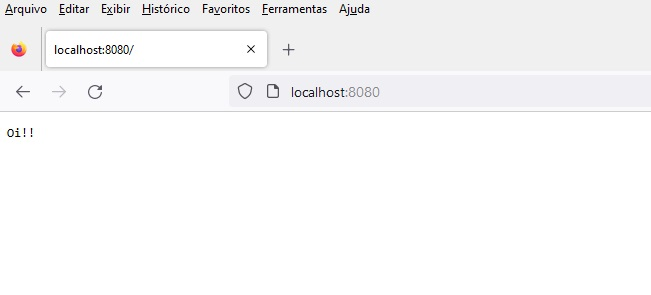 Arquivo Editar Exibir Histórico Favoritos Ferramentas Ajuda
localhost:8080/
localhost:8080
Oi!!